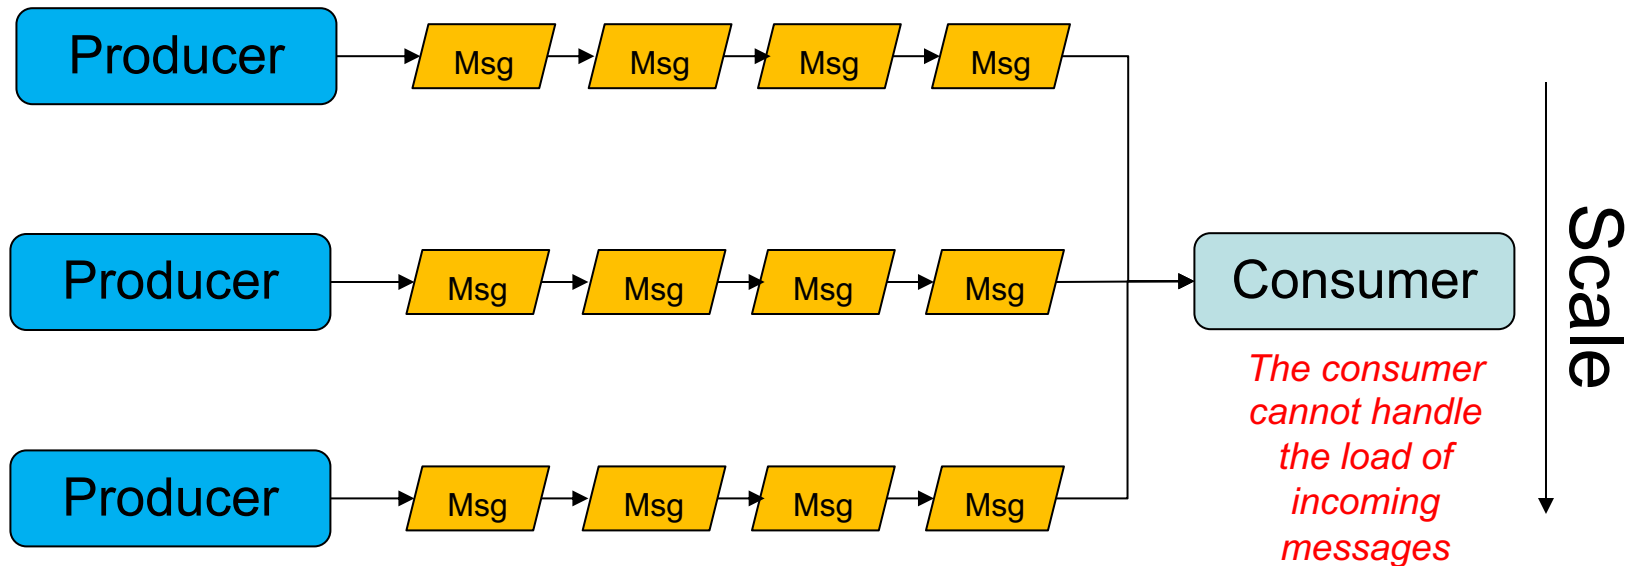 Producer
Msg
Msg
Msg
Msg
Producer
Msg
Msg
Msg
Msg
Consumer
Producer
Msg
Msg
Msg
Msg
The consumer
cannot handle
the load of
incoming
messages
Scale